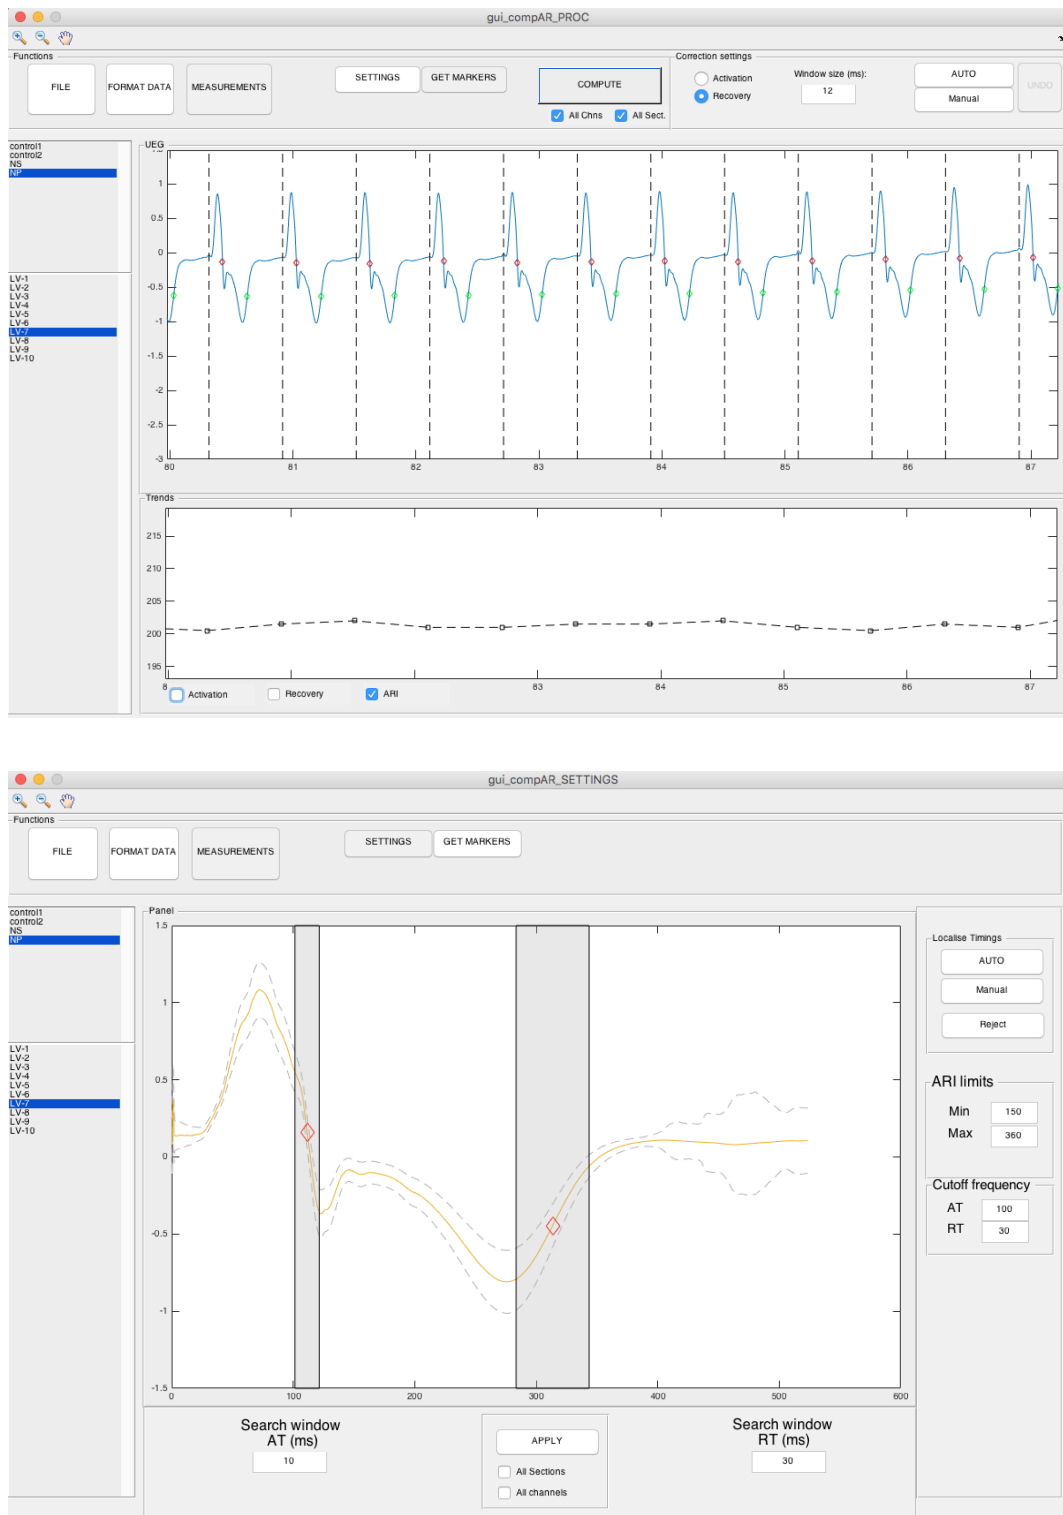 gui_compAR_PROC
Functions
FILE
FORMAT DATA
MEASUREMENTS
SETTINGS
GET MARKERS
COMPUTE
All Chns
All Sect.
Correction settings
Activation
Recovery
Window size (ms):
12
AUTO
Manual
UNDO
control1
control2
NS
NP
LV-1
LV-2
LV-3
LV-4
LV-5
LV-6
LV-7
LV-8
LV-9
LV-10
UEG
1
0.5
0
-0.5
-1
-1.5
-2
-2.5
-3
80 81 82 83 84 85 86 87
Trends
215
210
205
200
195
8 83 84 85 86 87
Activation
Recovery
ARI
gui_compAR_SETTINGS
Functions
FILE
FORMAT DATA
MEASUREMENTS
SETTINGS
GET MARKERS
control1
control2
NS
NP
LV-1
LV-2
LV-3
LV-4
LV-5
LV-6
LV-7
LV-8
LV-9
LV-10
Panel
1.5
1
0.5
0
-0.5
-1
-1.5
0 100 200 300 400 500 600
Localise Timings
AUTO
Manual
Reject
ARI limits
Min 150
Max 360
Cutoff frequency
AT 100
RT 30
Search window
AT (ms)
10
APPLY
All Sections
All channels
Search window
RT (ms)
30